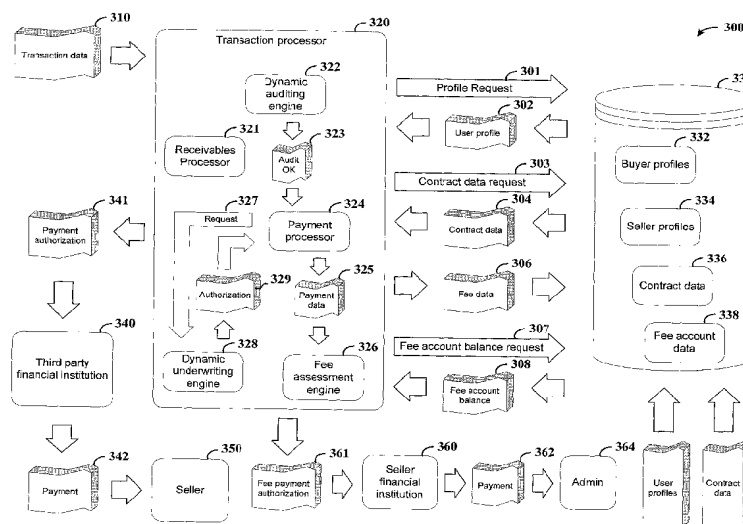 310
Transaction data
320
Transaction processor
322
Dynamic
auditing
engine
321
Receivables
Processor
323
Audit
OK
327
Request
324
Payment
processor
329
Authorization
325
Payment
data
328
Dynamic
underwriting
engine
326
Fee
assessment
engine
301
Profile Request
302
User profile
303
Contract data request
304
Contract data
306
Fee data
307
Fee account balance request
308
Fee account
balance
300
332
Buyer profiles
334
Seller profiles
336
Contract data
338
Fee account
data
341
Payment
authorization
340
Third party
financial institution
342
Payment
350
Seller
361
Fee payment
authorization
360
Seller
financial
institution
362
Payment
364
Admin
User
profiles
Contract
data